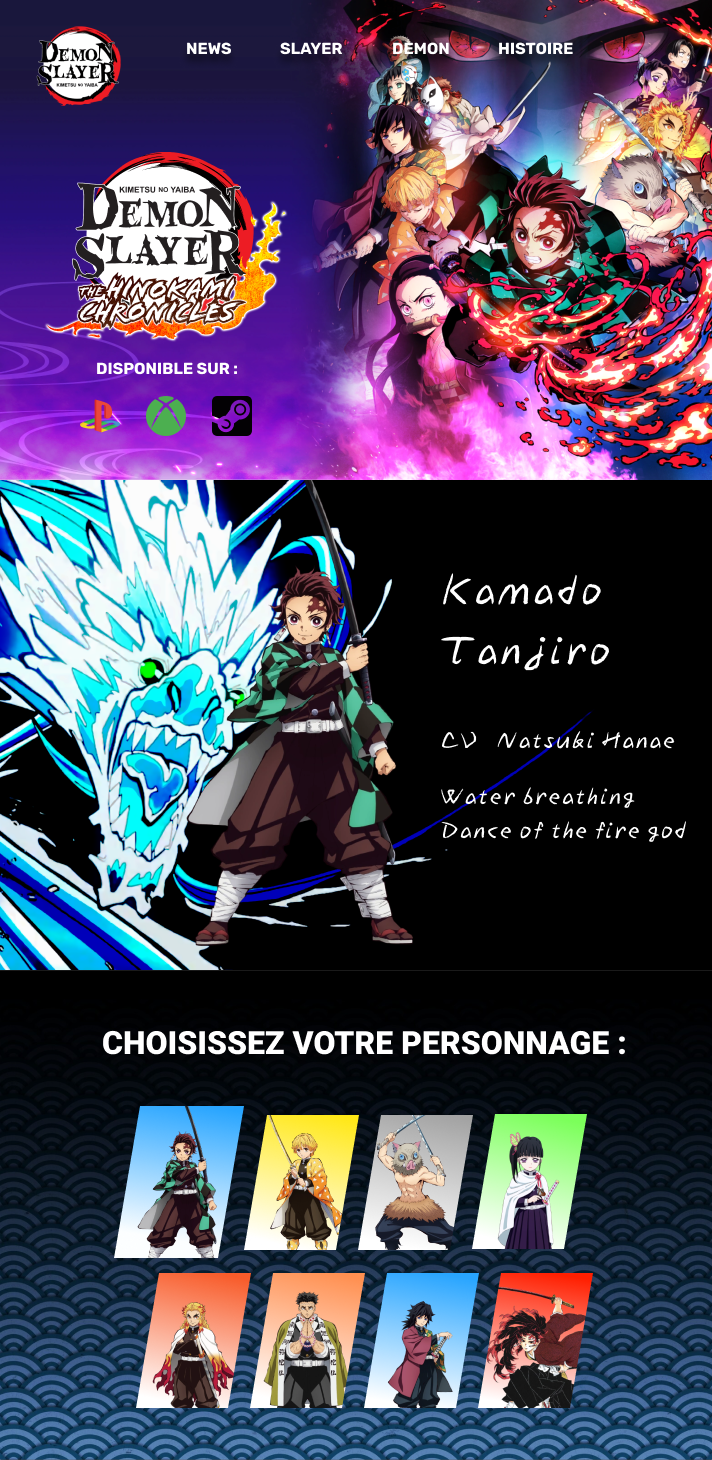 DEMON
SLAYER
KIMETSU NO YAIBA
NEWS
SLAYER
DÉMON
HISTOIRE
KIMETSU NO YAIBA
DEMON
SLAYER
THE HINOKAMI
CHRONICLES
DISPONIBLE SUR :
Kamado
Tanjiro
CV Natsuki Hanae
Water breathing
Dance of the fire god
CHOISISSEZ VOTRE PERSONNAGE :